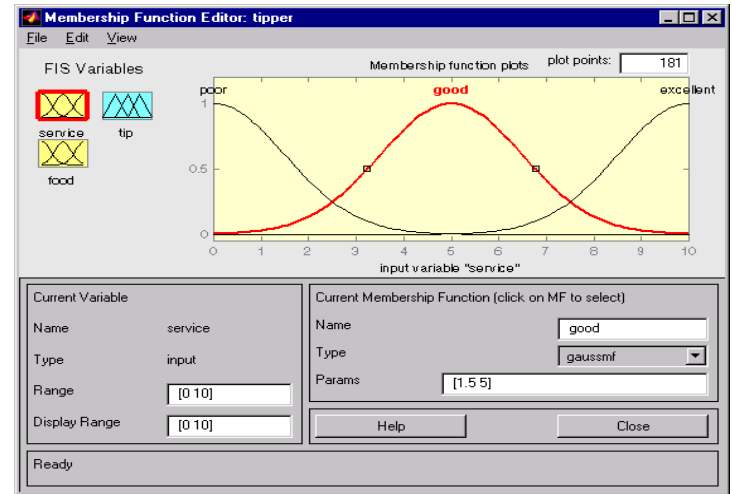 Membership Function Editor: tipper
File Edit View
FIS Variables
Membership function plots plot points: 181
service tip
food
poor good excellent
1
0.5
0
0 1 2 3 4 5 6 7 8 9 10
input variable "service"
Current Variable
Name service
Type input
Range [0 10]
Display Range [0 10]
Current Membership Function (click on MF to select)
Name good
Type gaussmf
Params [1.5 5]
Help Close
Ready